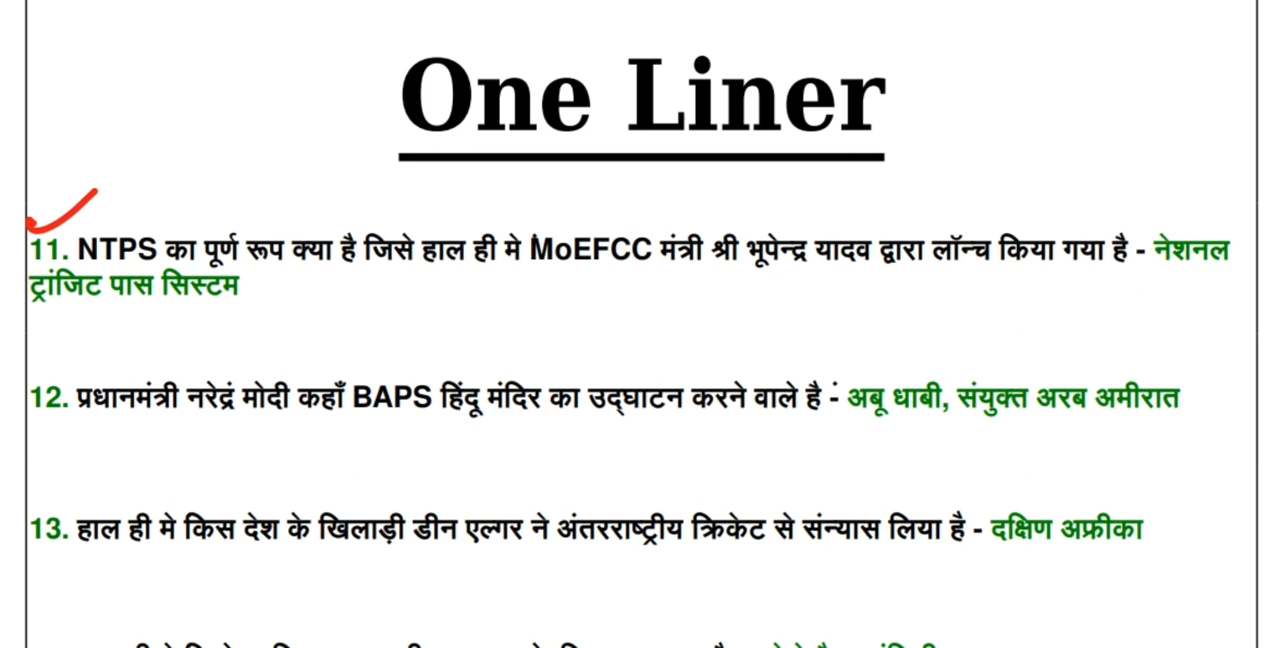 One Liner
11. NTPS का पूर्ण रूप क्या है जिसे हाल ही मे MoEFCC मंत्री श्री भूपेन्द्र यादव द्वारा लॉन्च किया गया है - नेशनल
ट्रांजिट पास सिस्टम
12. प्रधानमंत्री नरेद्रं मोदी कहाँ BAPS हिंदू मंदिर का उद्घाटन करने वाले है - अबू धाबी, संयुक्त अरब अमीरात
13. हाल ही मे किस देश के खिलाड़ी डीन एल्गर ने अंतरराष्ट्रीय क्रिकेट से संन्यास लिया है - दक्षिण अफ्रीका